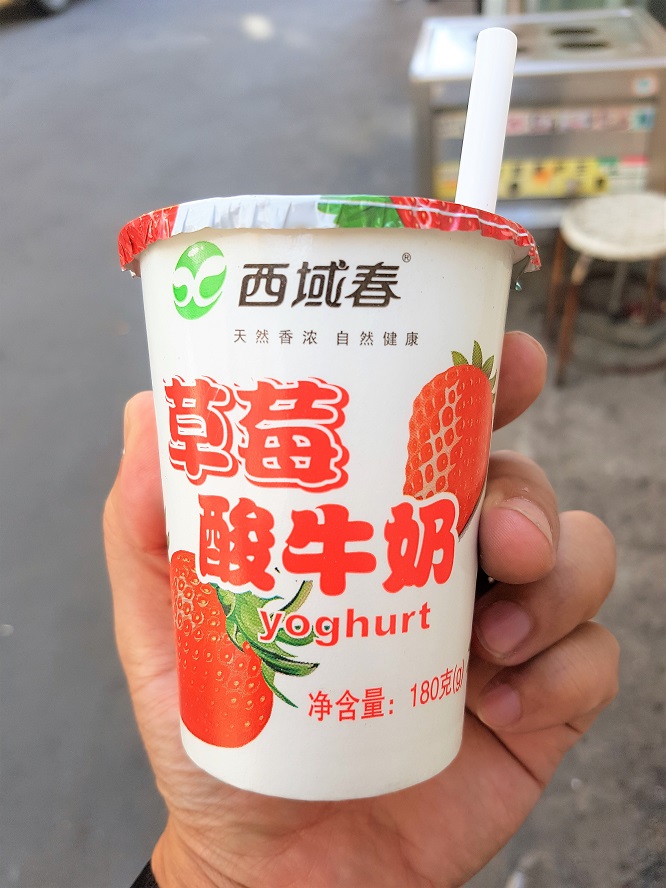 西域春®
天然香浓 自然健康
草莓
酸牛奶
yoghurt
净含量：180克(g)